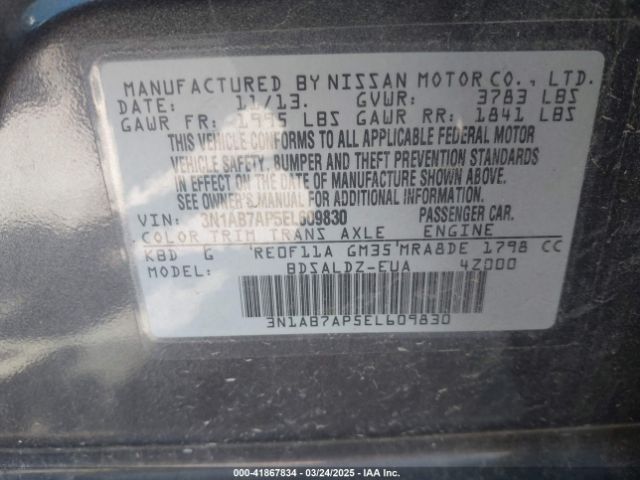 MANUFACTURED BY NISSAN MOTOR CO., LTD.
DATE: 11/13. GVWR: 3783 LBS
GAWR FR: 1995 LBS GAWR RR: 1841 LBS
THIS VEHICLE CONFORMS TO ALL APPLICABLE FEDERAL MOTOR
VEHICLE SAFETY, BUMPER AND THEFT PREVENTION STANDARDS
IN EFFECT ON THE DATE OF MANUFACTURE SHOWN ABOVE.
SEE OWNER'S MANUAL FOR ADDITIONAL INFORMATION.
VIN: 3N1AB7AP5EL609830 PASSENGER CAR.
COLOR TRIM TRANS AXLE ENGINE
KBD G 'RE0F11A GM35'MRA8DE 1798 CC
MODEL: BDSALDZ-EUA 4Z000
3N1AB7AP5EL609830
000-41867834 / 03/24/2025 — IAA Inc.